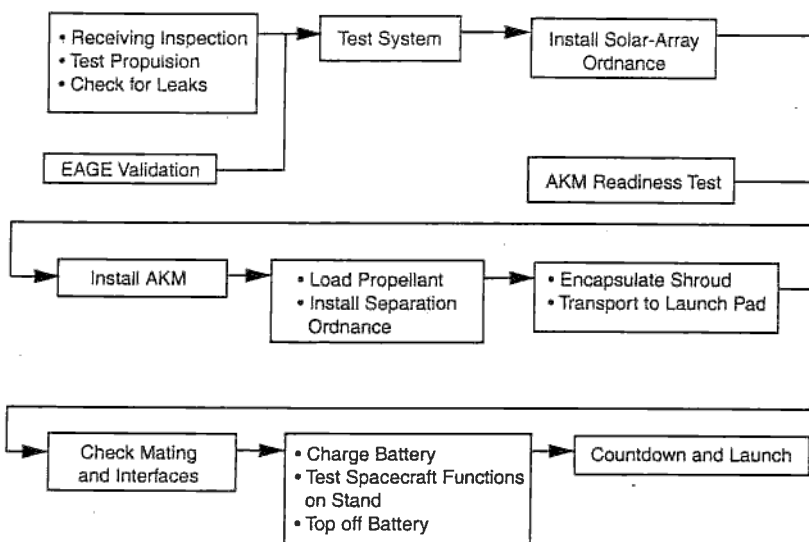 • Receiving Inspection
• Test Propulsion
• Check for Leaks
Test System
Install Solar-Array
Ordnance
EAGE Validation
AKM Readiness Test
Install AKM
• Load Propellant
• Install Separation
Ordnance
• Encapsulate Shroud
• Transport to Launch Pad
Check Mating
and Interfaces
• Charge Battery
• Test Spacecraft Functions
on Stand
• Top off Battery
Countdown and Launch